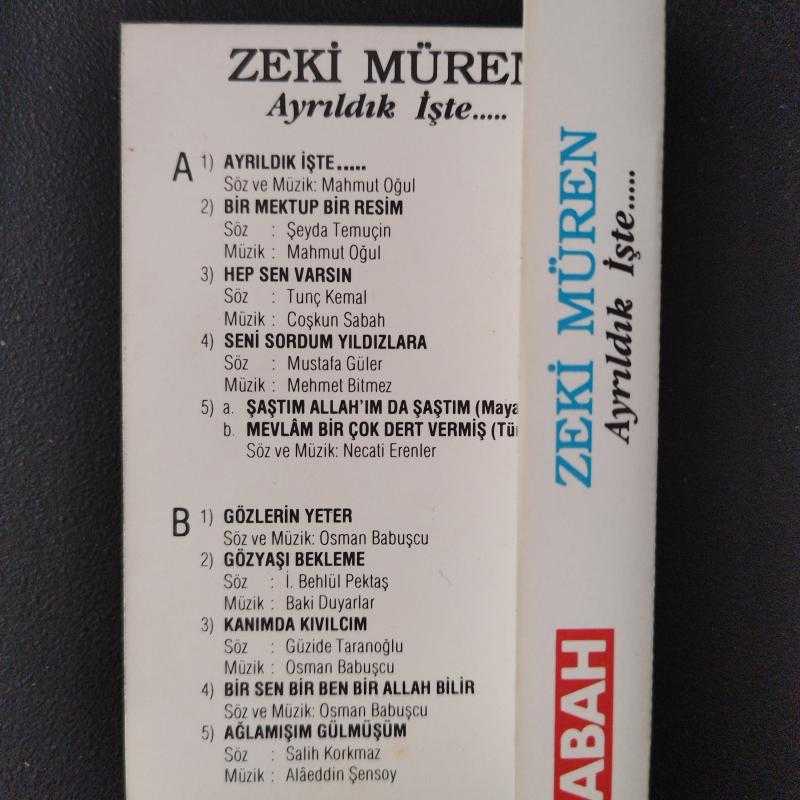 ZEKİ MÜREN
Ayrıldık İşte.....
A 1) AYRILDIK İŞTE.....
Söz ve Müzik: Mahmut Oğul
2) BİR MEKTUP BİR RESİM
Söz : Şeyda Temuçin
Müzik : Mahmut Oğul
3) HEP SEN VARSIN
Söz : Tunç Kemal
Müzik : Coşkun Sabah
4) SENİ SORDUM YILDIZLARA
Söz : Mustafa Güler
Müzik : Mehmet Bitmez
5) a. ŞAŞTIM ALLAH'IM DA ŞAŞTIM (Maya
b. MEVLÂM BİR ÇOK DERT VERMİŞ (Tü
Söz ve Müzik: Necati Erenler
B 1) GÖZLERİN YETER
Söz ve Müzik: Osman Babuşcu
2) GÖZYAŞI BEKLEME
Söz : İ. Behlül Pektaş
Müzik : Baki Duyarlar
3) KANIMDA KIVILCIM
Söz : Güzide Taranoğlu
Müzik : Osman Babuşcu
4) BİR SEN BİR BEN BİR ALLAH BİLİR
Söz ve Müzik: Osman Babuşcu
5) AĞLAMIŞIM GÜLMÜŞÜM
Söz : Salih Korkmaz
Müzik : Alâeddin Şensoy
ZEKİ MÜREN
Ayrıldık İşte.....
ABAH